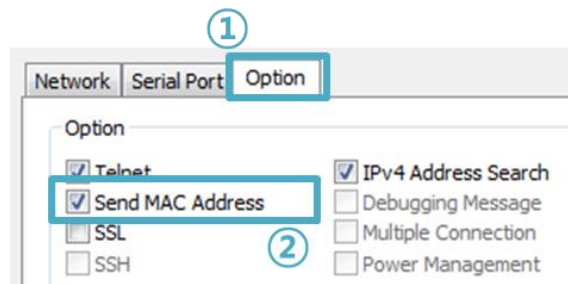 ①
Network Serial Port Option
Option
Telnet IPv4 Address Search
Send MAC Address Debugging Message
SSL Multiple Connection
②
SSH Power Management